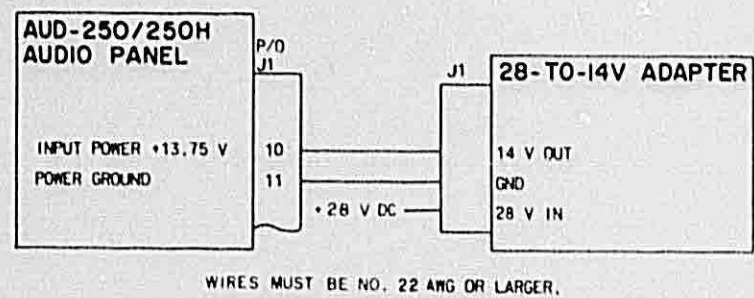 AUD-250/250H
AUDIO PANEL
P/O
J1
INPUT POWER +13.75 V
10
POWER GROUND
11
+28 V DC
J1
28-TO-14V ADAPTER
14 V OUT
GND
28 V IN
WIRES MUST BE NO. 22 AWG OR LARGER.